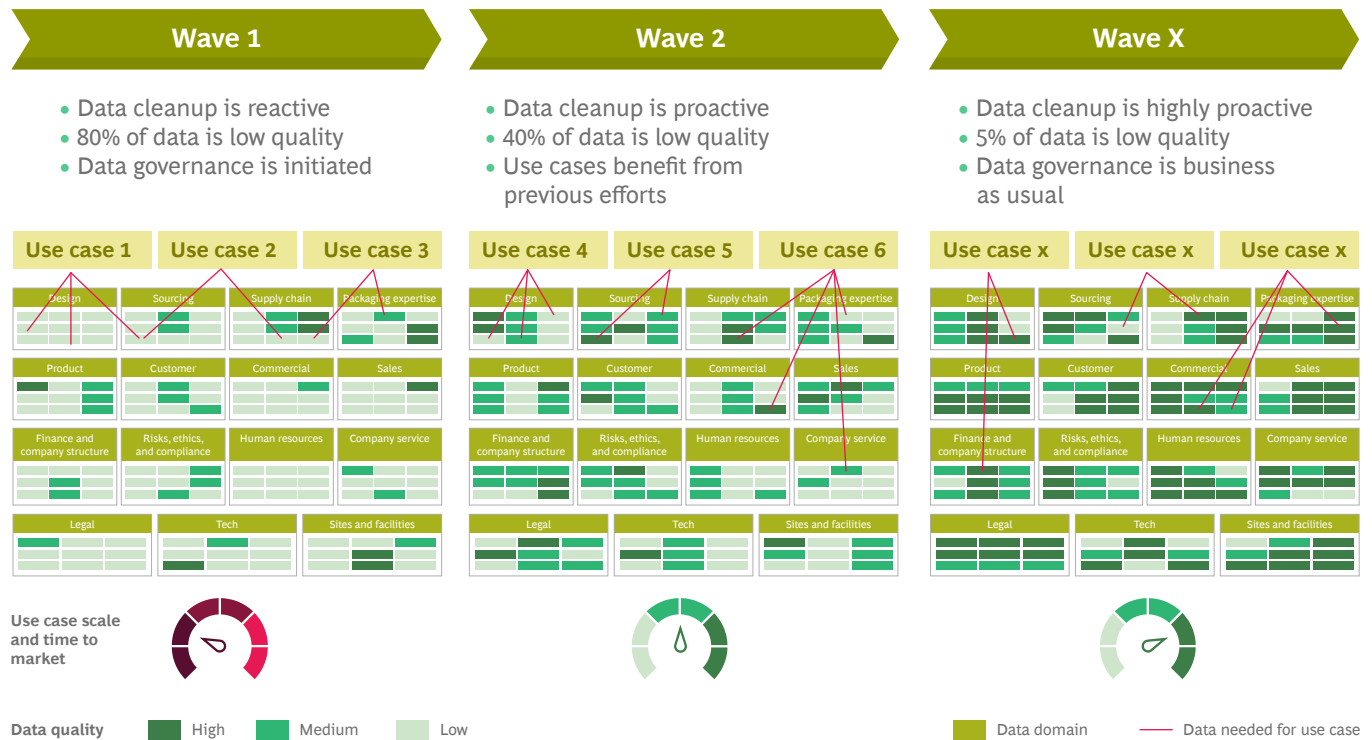 Wave 1
Wave 2
Wave X
• Data cleanup is reactive
• 80% of data is low quality
• Data governance is initiated
• Data cleanup is proactive
• 40% of data is low quality
• Use cases benefit from
previous efforts
• Data cleanup is highly proactive
• 5% of data is low quality
• Data governance is business
as usual
Use case 1
Use case 2
Use case 3
Use case 4
Use case 5
Use case 6
Use case x
Use case x
Use case x
Design
Sourcing
Supply chain
Packaging expertise
Design
Sourcing
Supply chain
Packaging expertise
Design
Sourcing
Supply chain
Packaging expertise
Product
Customer
Commercial
Sales
Product
Customer
Commercial
Sales
Product
Customer
Commercial
Sales
Finance and
company structure
Risks, ethics,
and compliance
Human resources
Company service
Finance and
company structure
Risks, ethics,
and compliance
Human resources
Company service
Finance and
company structure
Risks, ethics,
and compliance
Human resources
Company service
Legal
Tech
Sites and facilities
Legal
Tech
Sites and facilities
Legal
Tech
Sites and facilities
Use case scale
and time to
market
Data quality
High
Medium
Low
Data domain
Data needed for use case